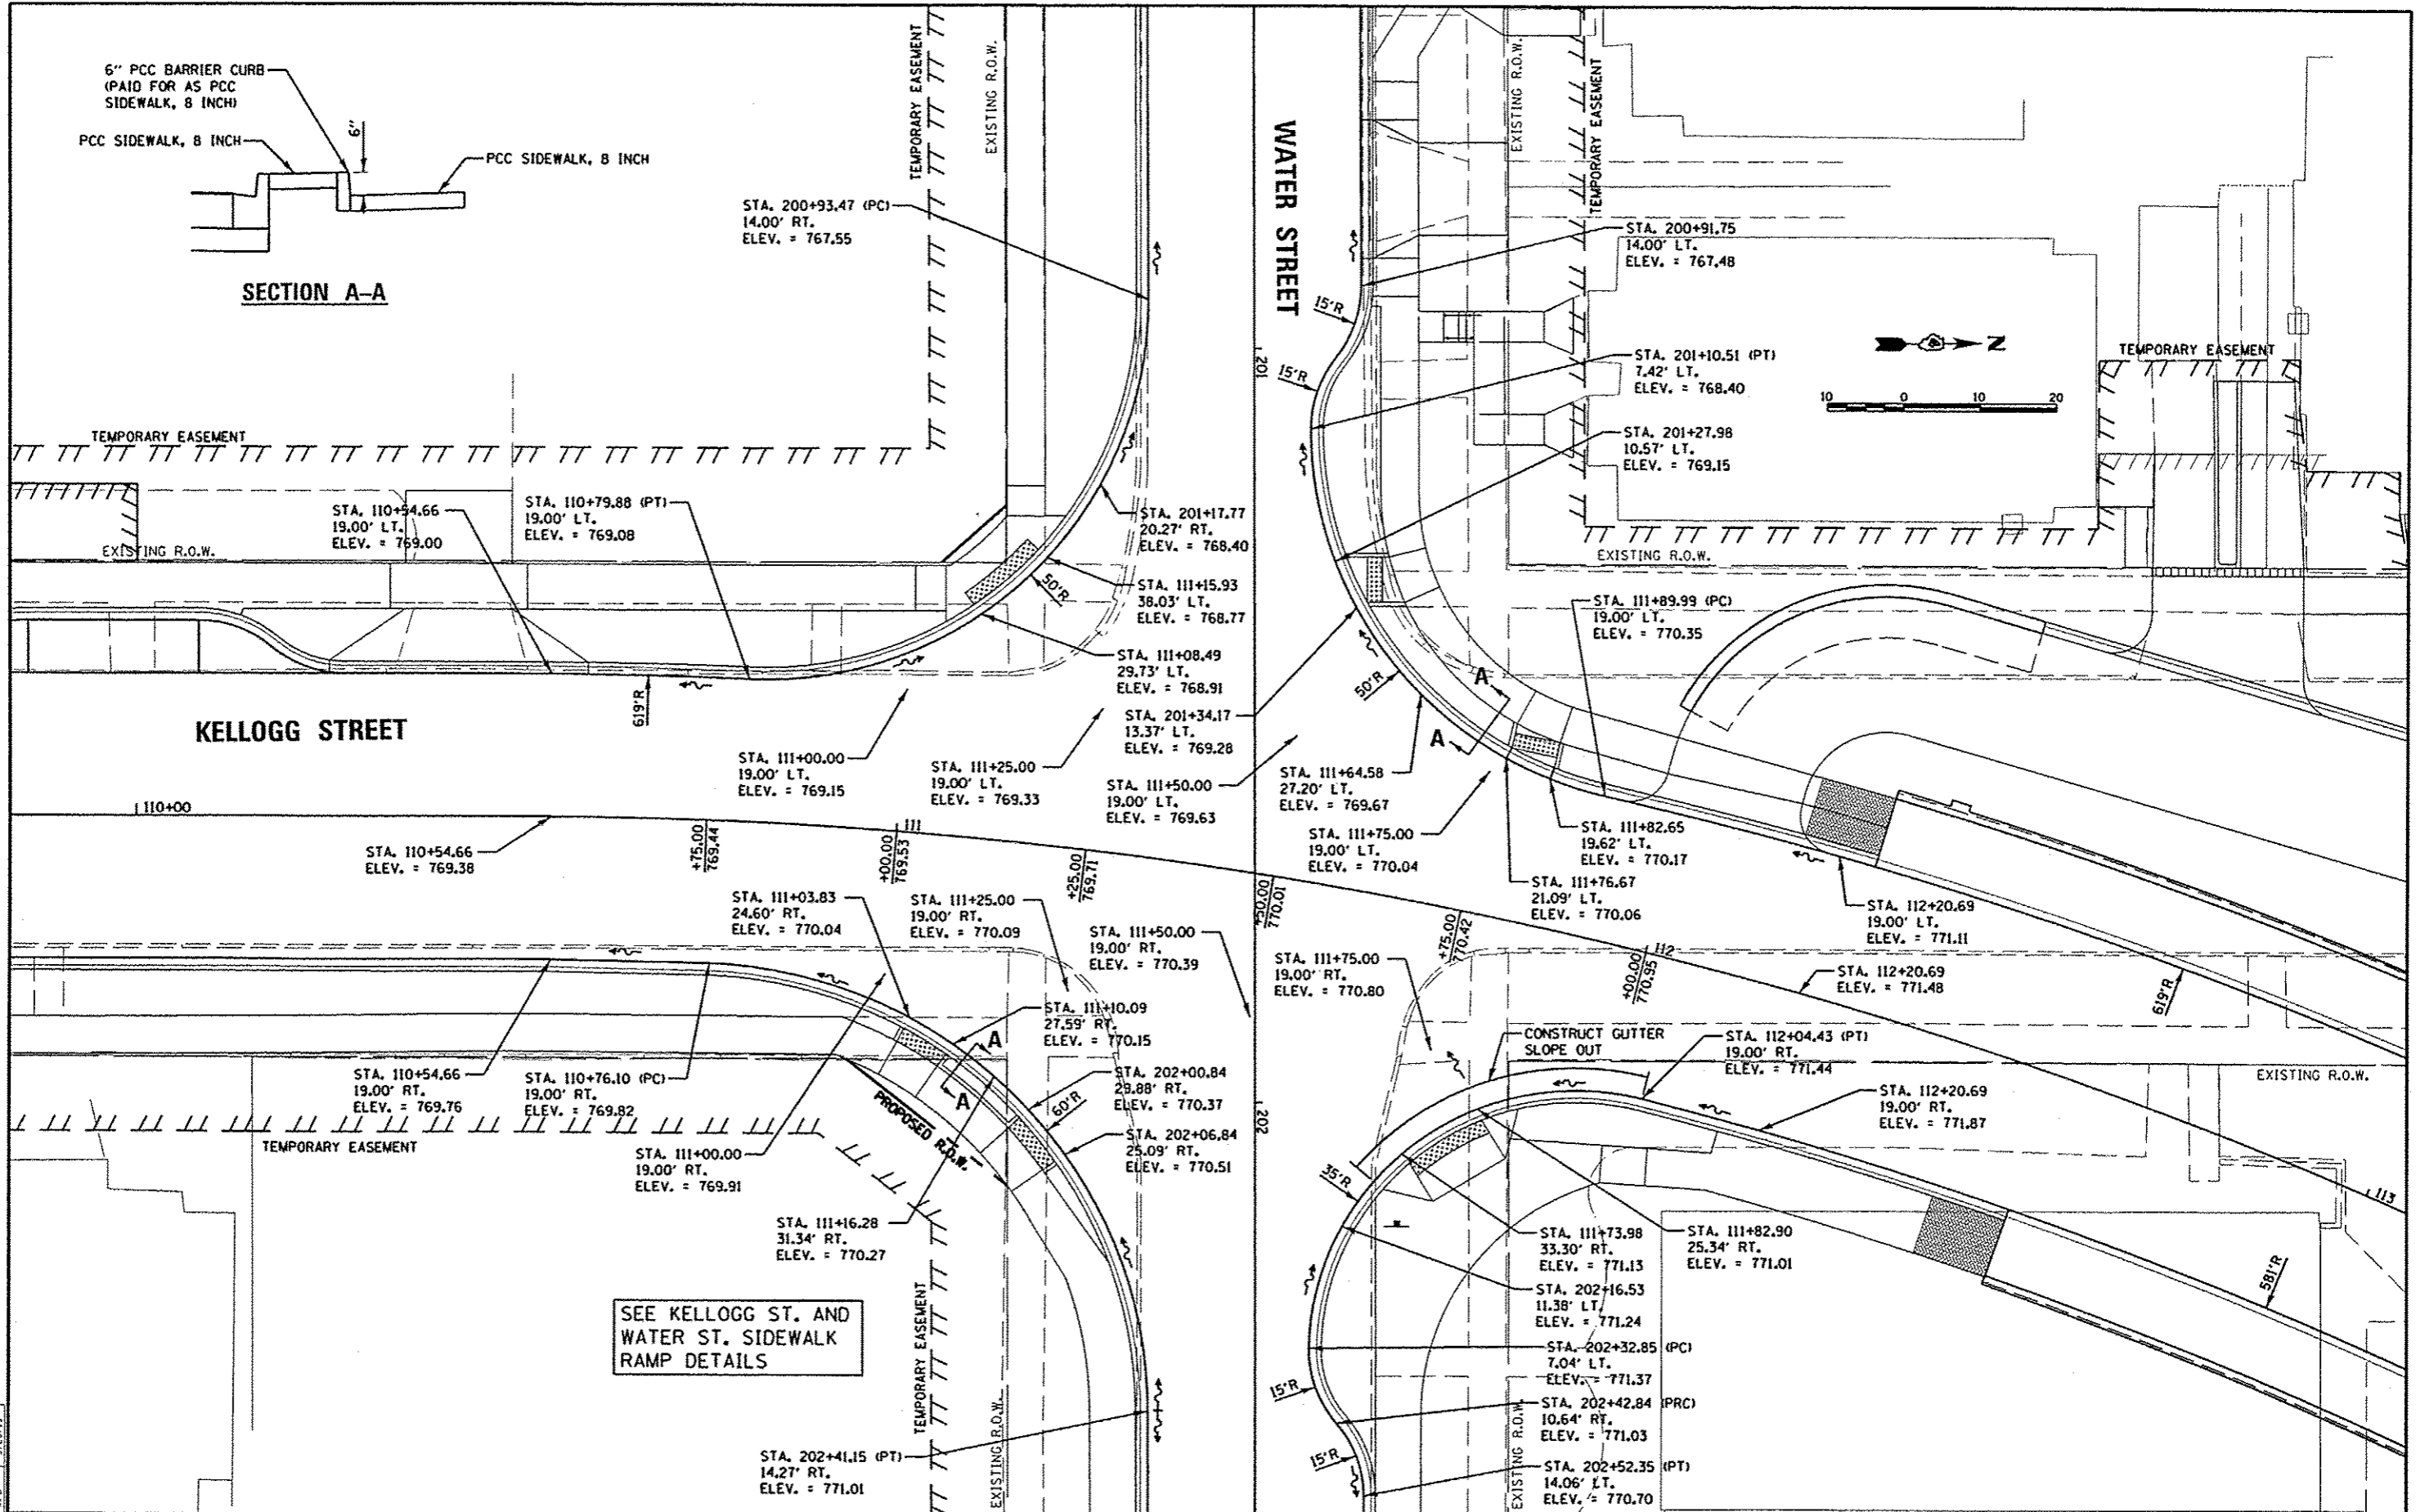 6" PCC BARRIER CURB
(PAID FOR AS PCC
SIDEWALK, 8 INCH)
PCC SIDEWALK, 8 INCH
6"
PCC SIDEWALK, 8 INCH
SECTION A-A
TEMPORARY EASEMENT
EXISTING R.O.W.
STA. 200+93.47 (PC)
14.00' RT.
ELEV. = 767.55
WATER STREET
EXISTING R.O.W.
TEMPORARY EASEMENT
STA. 200+91.75
14.00' LT.
ELEV. = 767.48
15'R
15'R
201
STA. 201+10.51 (PT)
7.42' LT.
ELEV. = 768.40
N
10 0 10 20
TEMPORARY EASEMENT
STA. 201+27.98
10.57' LT.
ELEV. = 769.15
TEMPORARY EASEMENT
STA. 110+54.66
19.00' LT.
ELEV. = 769.00
STA. 110+79.88 (PT)
19.00' LT.
ELEV. = 769.08
EXISTING R.O.W.
STA. 201+17.77
20.27' RT.
ELEV. = 768.40
50'R
STA. 111+15.93
38.03' LT.
ELEV. = 768.77
EXISTING R.O.W.
STA. 111+89.99 (PC)
19.00' LT.
ELEV. = 770.35
STA. 111+08.49
29.73' LT.
ELEV. = 768.91
50'R
A
A
619'R
STA. 201+34.17
13.37' LT.
ELEV. = 769.28
KELLOGG STREET
STA. 111+00.00
19.00' LT.
ELEV. = 769.15
STA. 111+25.00
19.00' LT.
ELEV. = 769.33
STA. 111+50.00
19.00' LT.
ELEV. = 769.63
STA. 111+64.58
27.20' LT.
ELEV. = 769.67
STA. 111+75.00
19.00' LT.
ELEV. = 770.04
STA. 111+82.65
19.62' LT.
ELEV. = 770.17
STA. 111+76.67
21.09' LT.
ELEV. = 770.06
STA. 112+20.69
19.00' LT.
ELEV. = 771.11
110+00
STA. 110+54.66
ELEV. = 769.38
+75.00
769.44
111
+00.00
769.53
+25.00
769.71
+50.00
770.01
+75.00
770.42
112
+00.00
770.95
STA. 112+20.69
ELEV. = 771.48
619'R
STA. 111+03.83
24.60' RT.
ELEV. = 770.04
STA. 111+25.00
19.00' RT.
ELEV. = 770.09
STA. 111+50.00
19.00' RT.
ELEV. = 770.39
STA. 111+75.00
19.00' RT.
ELEV. = 770.80
STA. 111+10.09
27.59' RT.
ELEV. = 770.15
A
A
CONSTRUCT GUTTER
SLOPE OUT
STA. 112+04.43 (PT)
19.00' RT.
ELEV. = 771.44
STA. 112+20.69
19.00' RT.
ELEV. = 771.87
EXISTING R.O.W.
STA. 110+54.66
19.00' RT.
ELEV. = 769.76
STA. 110+76.10 (PC)
19.00' RT.
ELEV. = 769.82
STA. 202+00.84
29.88' RT.
ELEV. = 770.37
60'R
PROPOSED R.O.W.
202
TEMPORARY EASEMENT
STA. 111+00.00
19.00' RT.
ELEV. = 769.91
STA. 202+06.84
25.09' RT.
ELEV. = 770.51
35'R
113
STA. 111+16.28
31.34' RT.
ELEV. = 770.27
STA. 111+73.98
33.30' RT.
ELEV. = 771.13
STA. 111+82.90
25.34' RT.
ELEV. = 771.01
581'R
STA. 202+16.53
11.38' LT.
ELEV. = 771.24
SEE KELLOGG ST. AND
WATER ST. SIDEWALK
RAMP DETAILS
TEMPORARY EASEMENT
EXISTING R.O.W.
STA. 202+32.85 (PC)
7.04' LT.
ELEV. = 771.37
15'R
STA. 202+42.84 (PRC)
10.64' RT.
ELEV. = 771.03
15'R
EXISTING R.O.W.
STA. 202+41.15 (PT)
14.27' RT.
ELEV. = 771.01
STA. 202+52.35 (PT)
14.06' LT.
ELEV. = 770.70